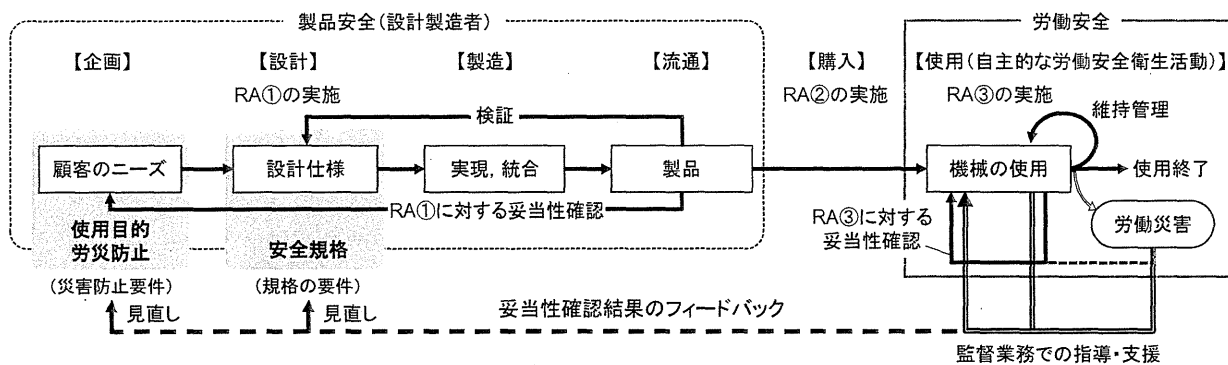 製品安全(設計製造者)
労働安全
【企画】
【設計】
【製造】
【流通】
【購入】
【使用(自主的な労働安全衛生活動)】
RA①の実施
RA②の実施
RA③の実施
検証
維持管理
顧客のニーズ
設計仕様
実現,統合
製品
機械の使用
使用終了
RA①に対する妥当性確認
使用目的
労災防止
安全規格
RA③に対する
妥当性確認
労働災害
(災害防止要件)
(規格の要件)
見直し
見直し
妥当性確認結果のフィードバック
監督業務での指導・支援